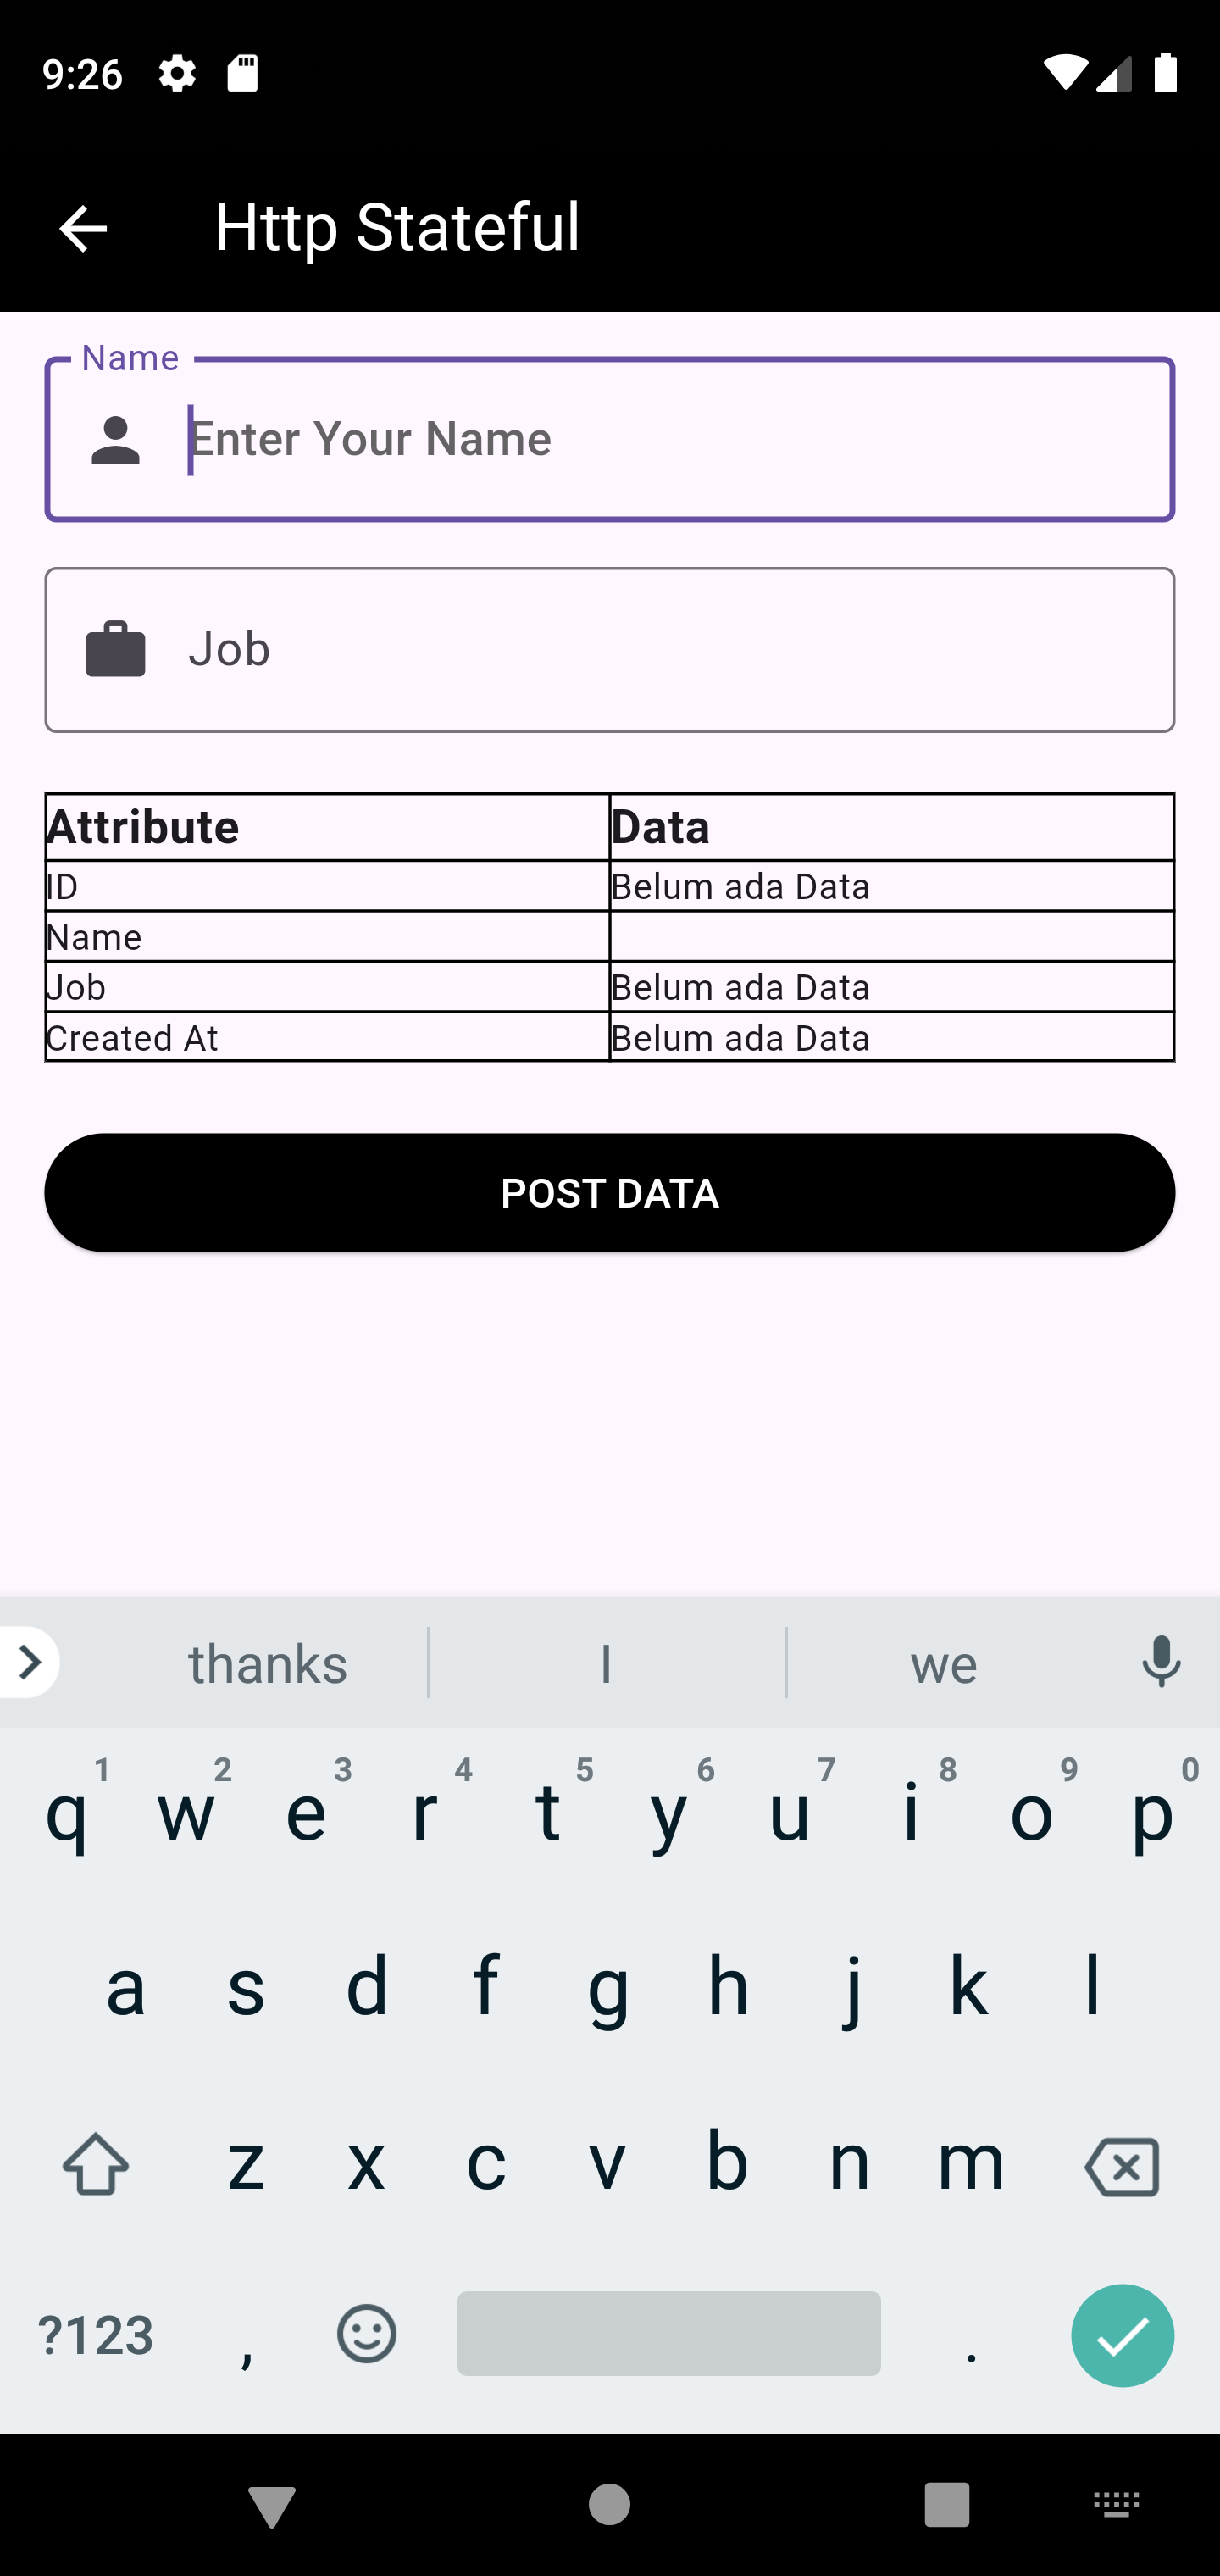 9:26
Http Stateful
Name
Enter Your Name
Job
Attribute Data
ID Belum ada Data
Name
Job Belum ada Data
Created At Belum ada Data
POST DATA
thanks I we
1 2 3 4 5 6 7 8 9 0
q w e r t y u i o p
a s d f g h j k l
z x c v b n m
?123 , .